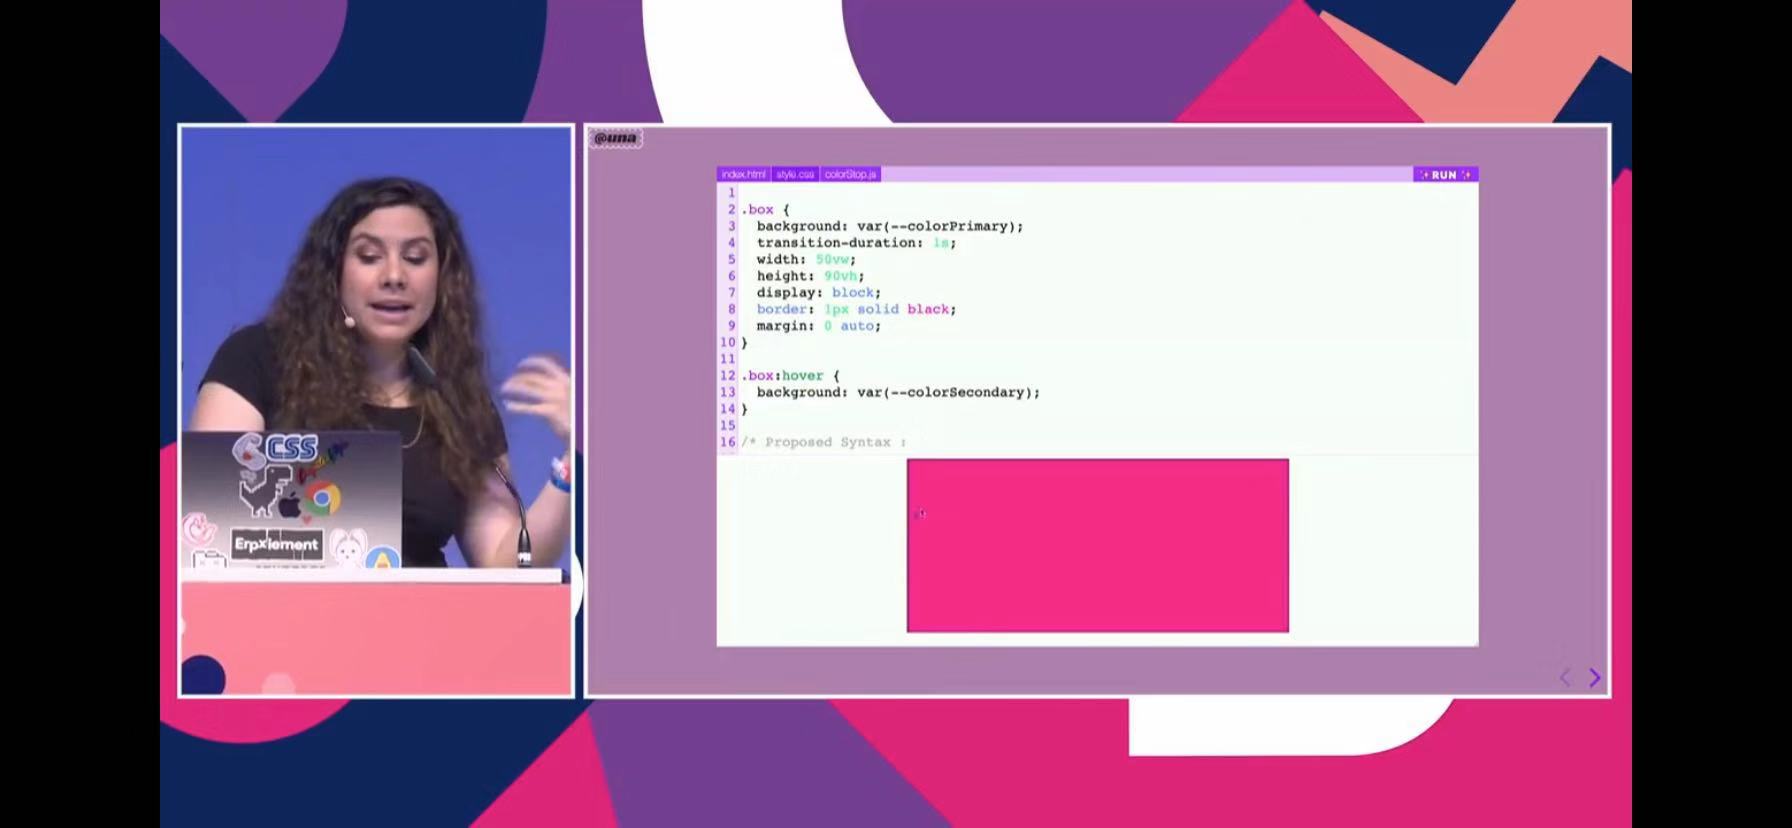 @una
index.html style.css colorStop.js RUN
1
2 .box {
3 background: var(--colorPrimary);
4 transition-duration: 1s;
5 width: 50vw;
6 height: 90vh;
7 display: block;
8 border: 1px solid black;
9 margin: 0 auto;
10 }
11
12 .box:hover {
13 background: var(--colorSecondary);
14 }
15
16 /* Proposed Syntax :
CSS
Erpxlement